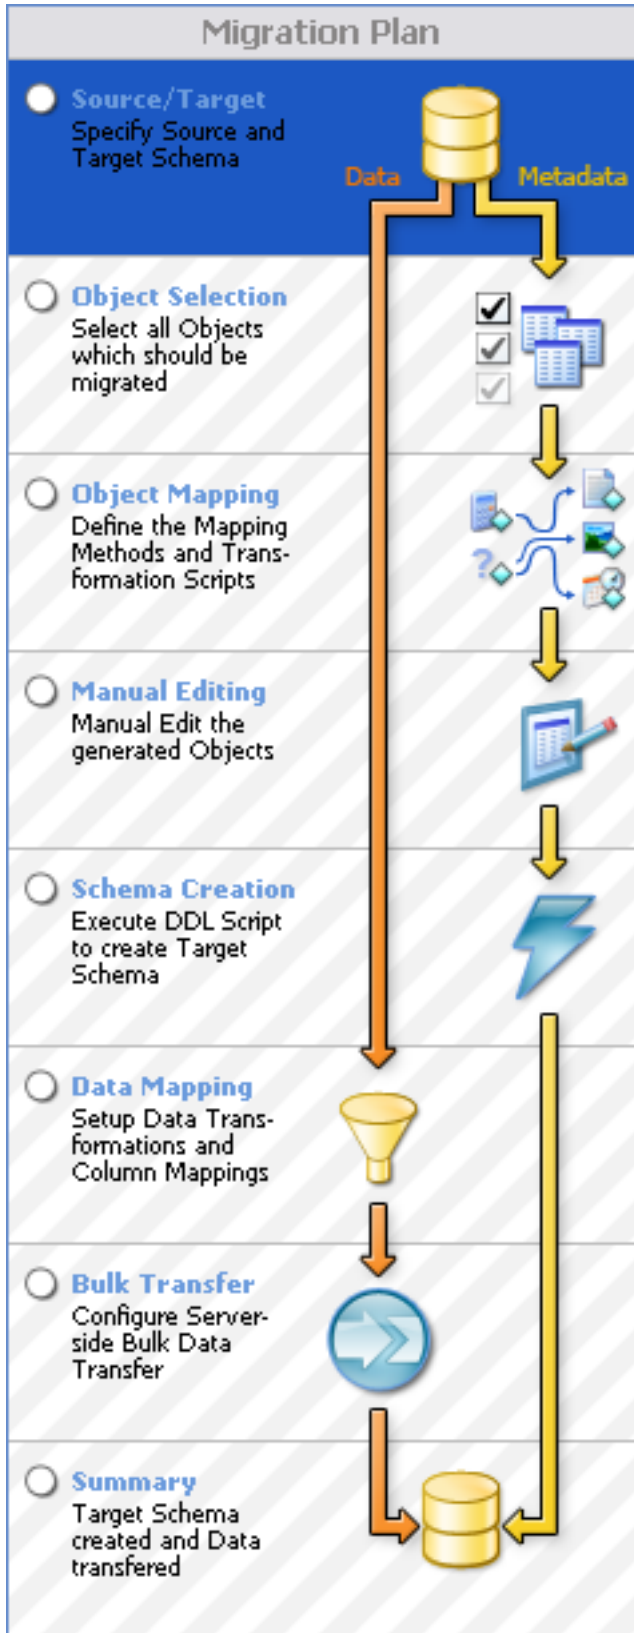 Migration Plan
Source/Target
Specify Source and
Target Schema
Data
Metadata
Object Selection
Select all Objects
which should be
migrated
Object Mapping
Define the Mapping
Methods and Trans-
formation Scripts
Manual Editing
Manual Edit the
generated Objects
Schema Creation
Execute DDL Script
to create Target
Schema
Data Mapping
Setup Data Trans-
formations and
Column Mappings
Bulk Transfer
Configure Server-
side Bulk Data
Transfer
Summary
Target Schema
created and Data
transfered